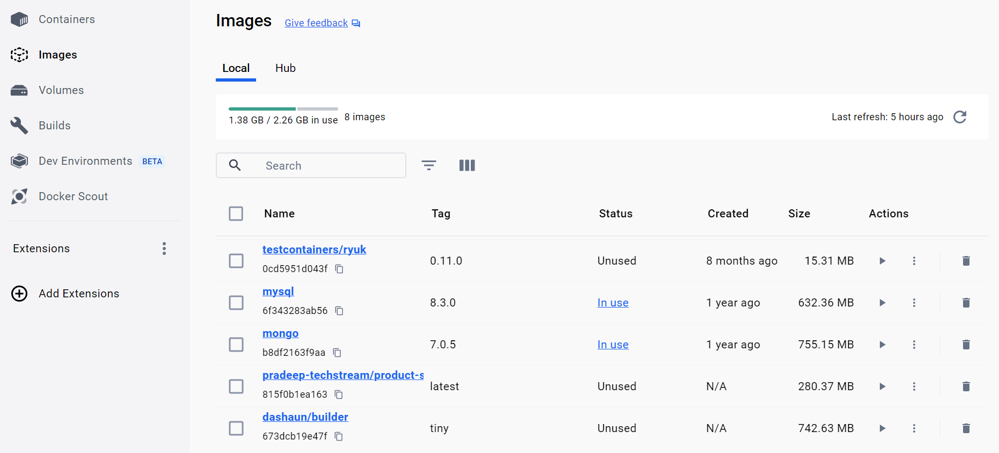 Containers
Images
Volumes
Builds
Dev Environments BETA
Docker Scout
Extensions
Add Extensions
Images Give feedback
Local Hub
1.38 GB / 2.26 GB in use 8 images Last refresh: 5 hours ago
Search
Name Tag Status Created Size Actions
testcontainers/ryuk
0cd5951d043f 0.11.0 Unused 8 months ago 15.31 MB
mysql
6f343283ab56 8.3.0 In use 1 year ago 632.36 MB
mongo
b8df2163f9aa 7.0.5 In use 1 year ago 755.15 MB
pradeep-techstream/product-s
815f0b1ea163 latest Unused N/A 280.37 MB
dashaun/builder
673dcb19e47f tiny Unused N/A 742.63 MB